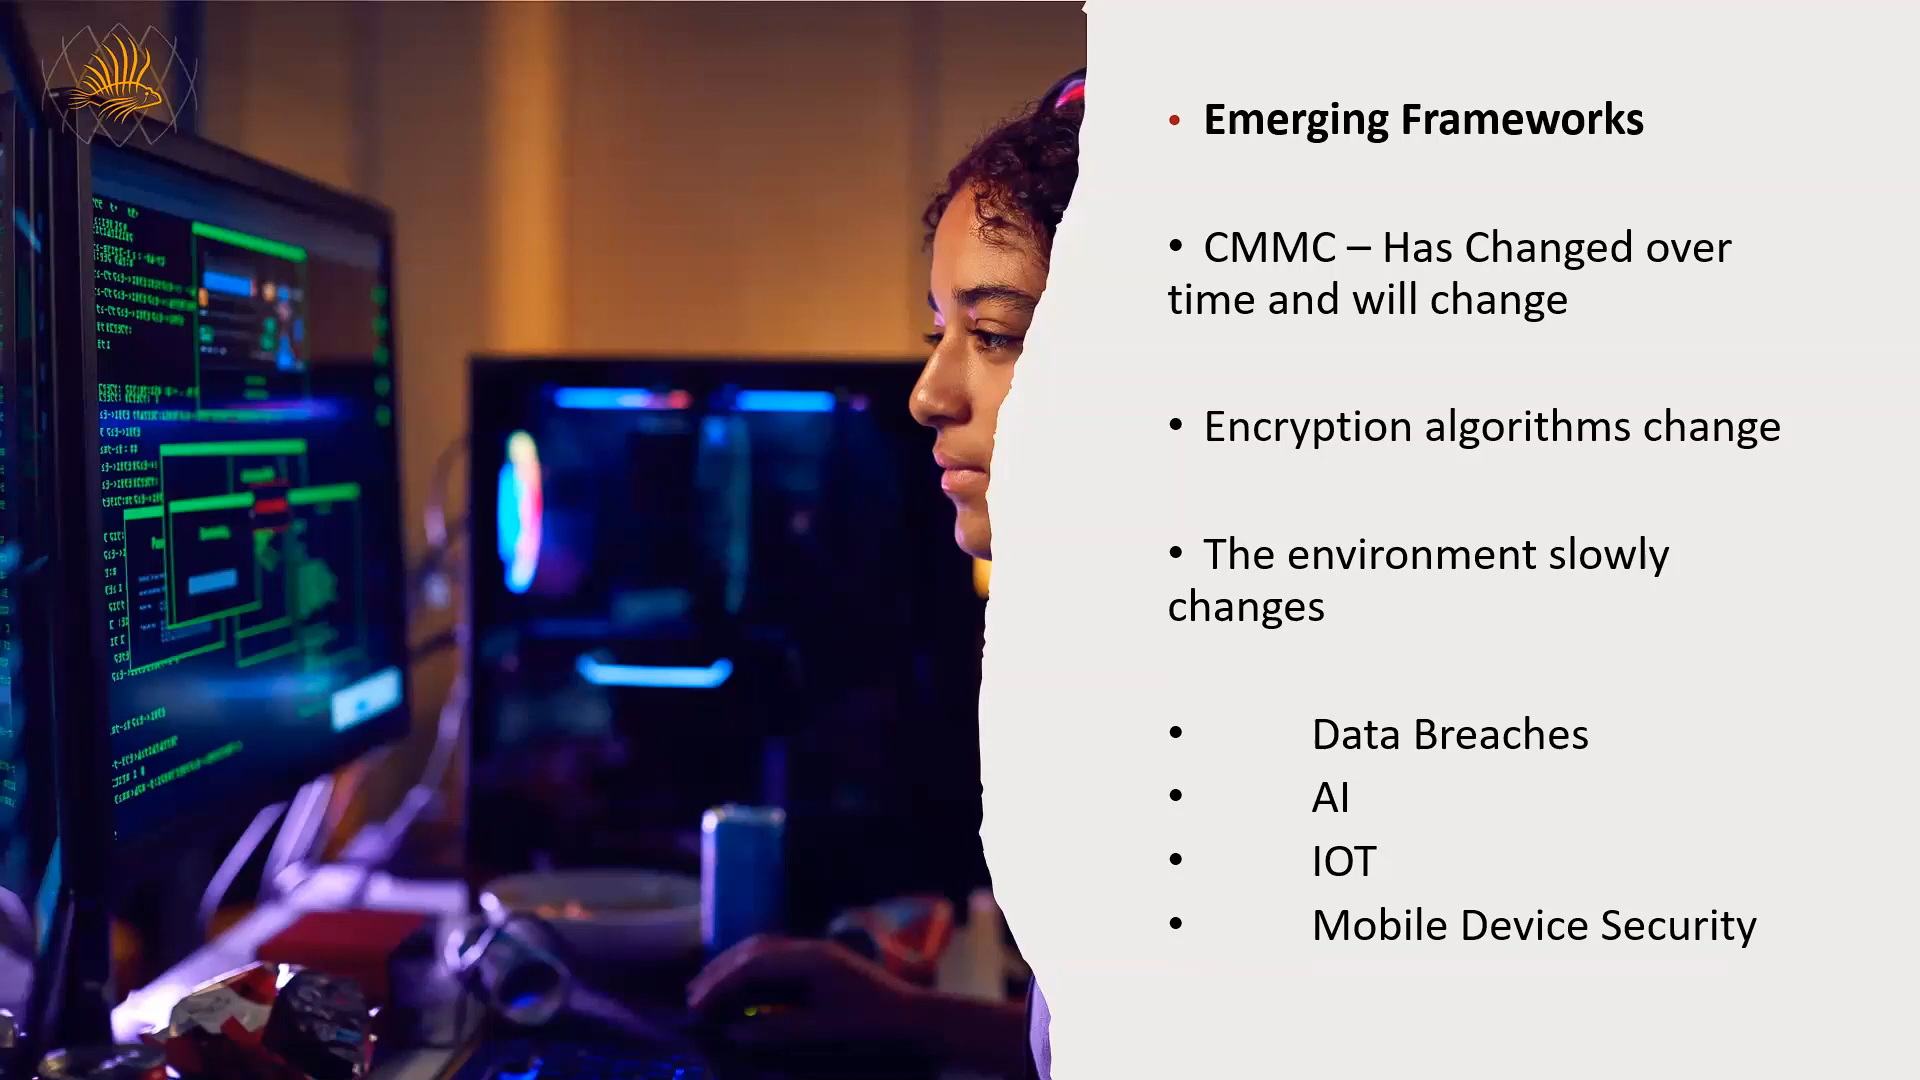 • Emerging Frameworks
• CMMC – Has Changed over
time and will change
• Encryption algorithms change
• The environment slowly
changes
• Data Breaches
• AI
• IOT
• Mobile Device Security